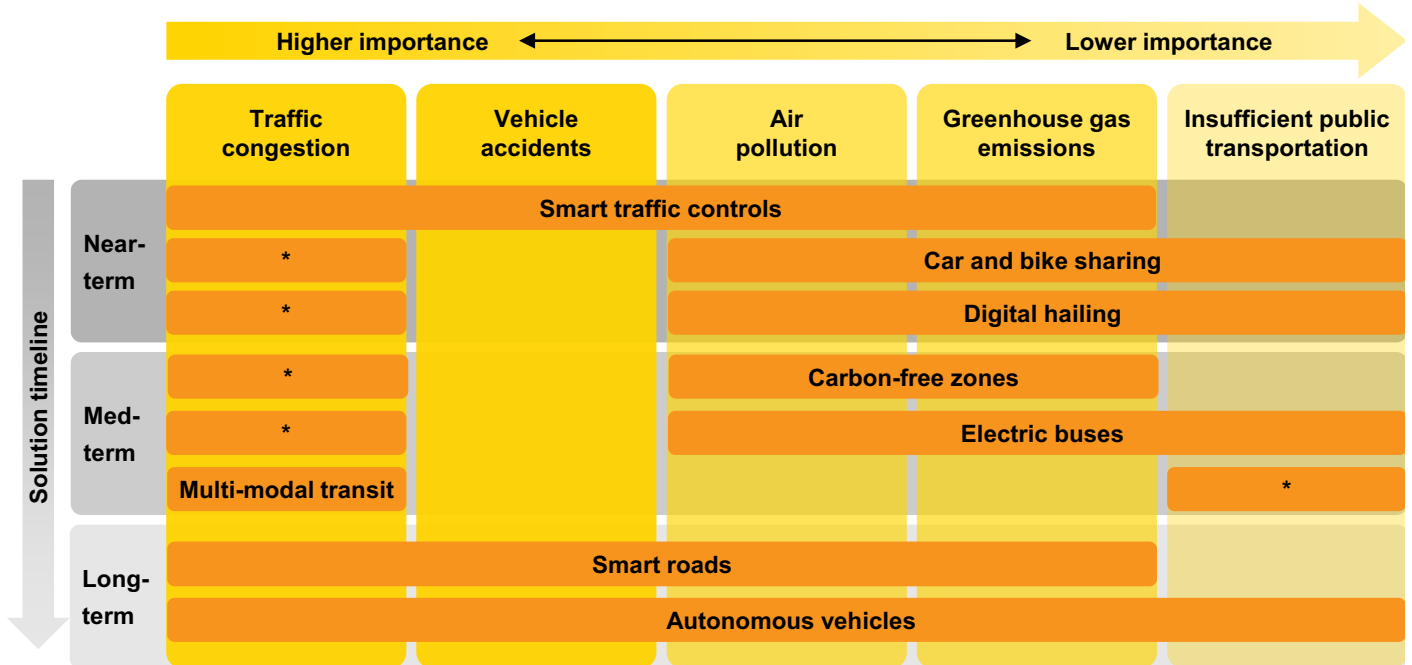 Higher importance
Lower importance
Traffic
congestion
Vehicle
accidents
Air
pollution
Greenhouse gas
emissions
Insufficient public
transportation
Solution timeline
Near-
term
Smart traffic controls
*
Car and bike sharing
*
Digital hailing
Med-
term
*
Carbon-free zones
*
Electric buses
Multi-modal transit
*
Long-
term
Smart roads
Autonomous vehicles